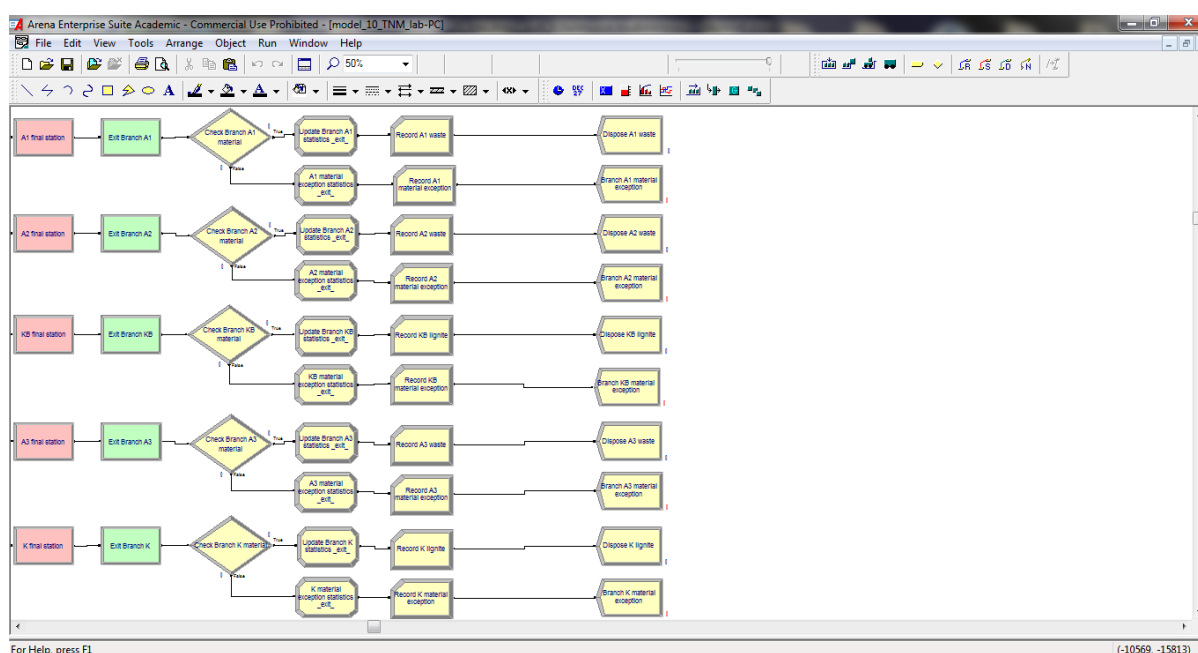 Arena Enterprise Suite Academic - Commercial Use Prohibited - [model_10_TNM_lab-PC]
File Edit View Tools Arrange Object Run Window Help
50%
A1 final station
Exit Branch A1
Check Branch A1
material
True
False
Update Branch A1
statistics _exit_
Record A1 waste
Dispose A1 waste
A1 material
exception statistics
_exit_
Record A1
material exception
Branch A1 material
exception
A2 final station
Exit Branch A2
Check Branch A2
material
True
False
Update Branch A2
statistics _exit_
Record A2 waste
Dispose A2 waste
A2 material
exception statistics
_exit_
Record A2
material exception
Branch A2 material
exception
KB final station
Exit Branch KB
Check Branch KB
material
True
False
Update Branch KB
statistics _exit_
Record KB lignite
Dispose KB lignite
KB material
exception statistics
_exit_
Record KB
material exception
Branch KB material
exception
A3 final station
Exit Branch A3
Check Branch A3
material
True
False
Update Branch A3
statistics _exit_
Record A3 waste
Dispose A3 waste
A3 material
exception statistics
_exit_
Record A3
material exception
Branch A3 material
exception
K final station
Exit Branch K
Check Branch K material
True
False
Update Branch K
statistics _exit_
Record K lignite
Dispose K lignite
K material
exception statistics
_exit_
Record K material
exception
Branch K material
exception
For Help, press F1
(-10569, -15813)